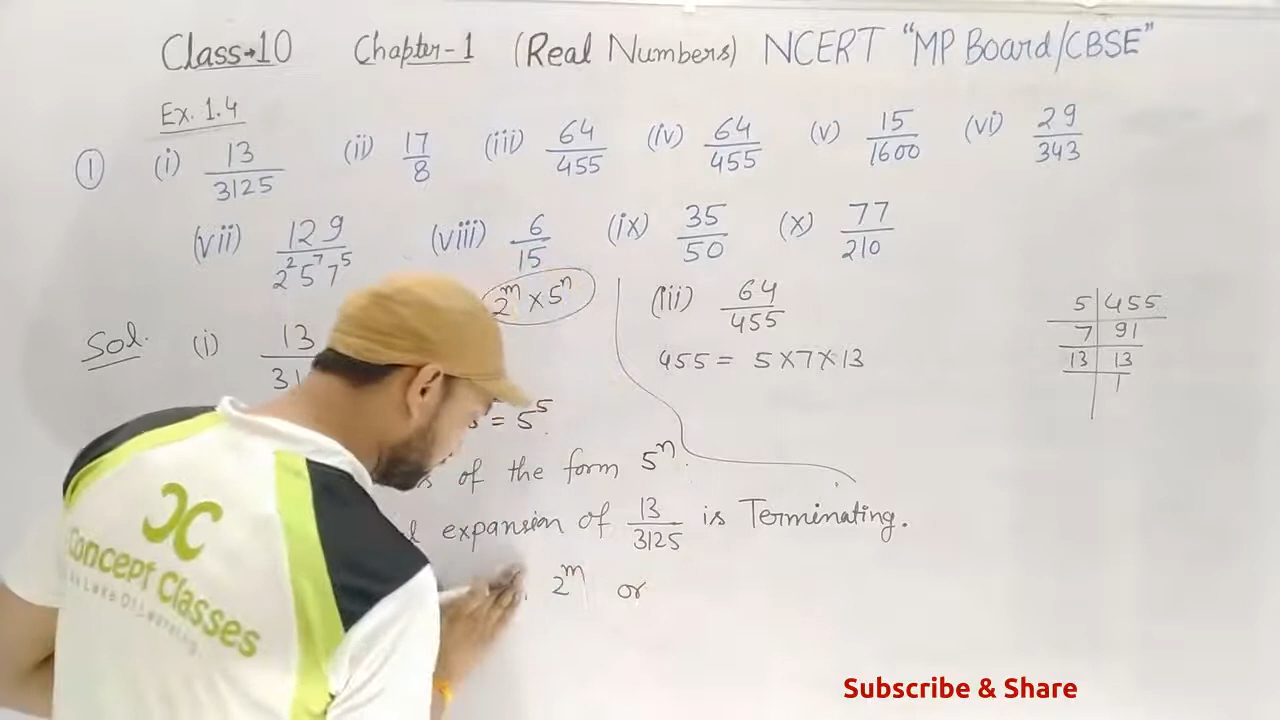 Class→10 Chapter-1 (Real Numbers) NCERT "MP Board/CBSE"
Ex. 1.4
① (i) 13/3125 (ii) 17/8 (iii) 64/455 (iv) 64/455 (v) 15/1600 (vi) 29/343
(vii) 129/2²5⁷7⁵ (viii) 6/15 (ix) 35/50 (x) 77/210
2ᵐ × 5ⁿ
Sol. (i) 13
= 5⁵.
of the form 5ⁿ.
expansion of 13/3125 is Terminating.
2ᵐ or
(iii) 64/455
455 = 5×7×13
5 | 455
7 | 91
13 | 13
1
Concept Classes
Subscribe & Share